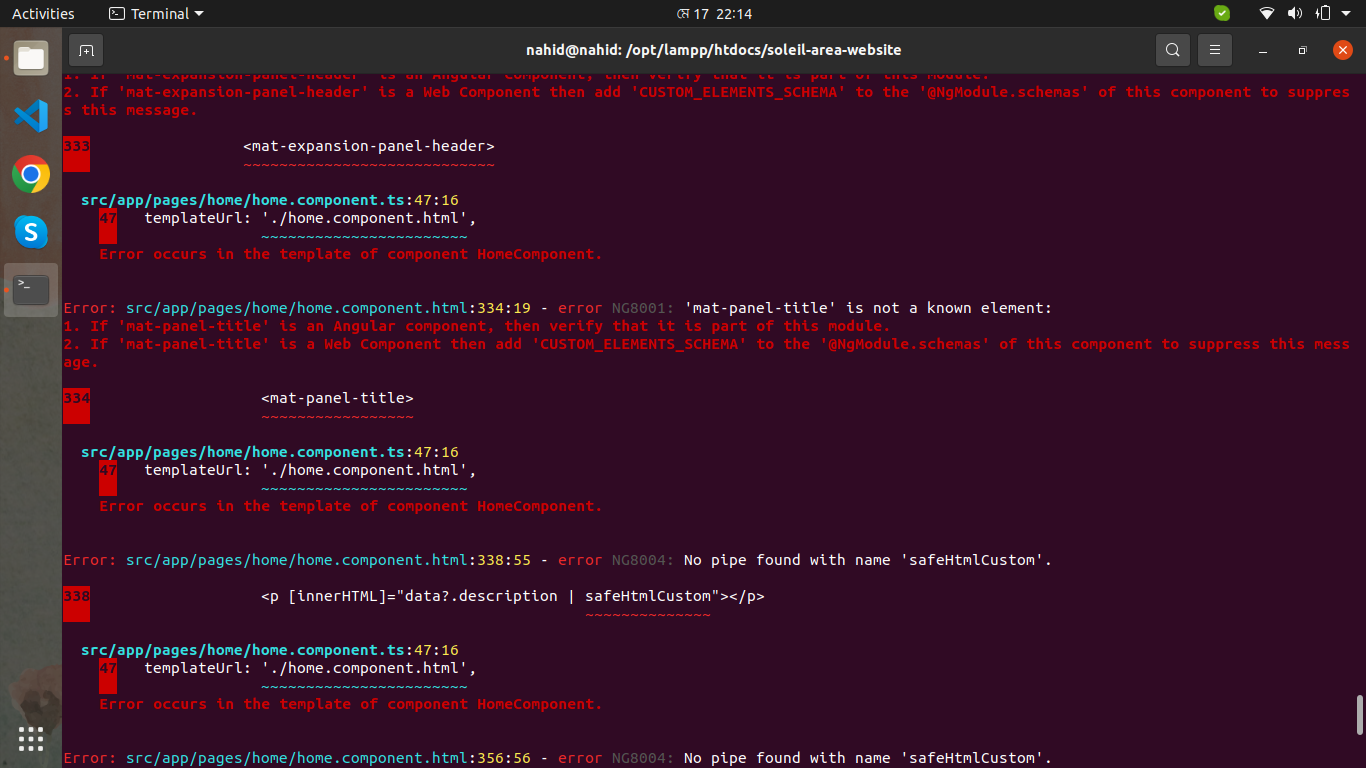 Activities
Terminal
মে 17 22:14
nahid@nahid: /opt/lampp/htdocs/soleil-area-website
1. If 'mat-expansion-panel-header' is an Angular component, then verify that it is part of this module.
2. If 'mat-expansion-panel-header' is a Web Component then add 'CUSTOM_ELEMENTS_SCHEMA' to the '@NgModule.schemas' of this component to suppres
s this message.
333 <mat-expansion-panel-header>
~~~~~~~~~~~~~~~~~~~~~~~~~~~~
src/app/pages/home/home.component.ts:47:16
47 templateUrl: './home.component.html',
~~~~~~~~~~~~~~~~~~~~~~~
Error occurs in the template of component HomeComponent.
Error: src/app/pages/home/home.component.html:334:19 - error NG8001: 'mat-panel-title' is not a known element:
1. If 'mat-panel-title' is an Angular component, then verify that it is part of this module.
2. If 'mat-panel-title' is a Web Component then add 'CUSTOM_ELEMENTS_SCHEMA' to the '@NgModule.schemas' of this component to suppress this mess
age.
334 <mat-panel-title>
~~~~~~~~~~~~~~~~~
src/app/pages/home/home.component.ts:47:16
47 templateUrl: './home.component.html',
~~~~~~~~~~~~~~~~~~~~~~~
Error occurs in the template of component HomeComponent.
Error: src/app/pages/home/home.component.html:338:55 - error NG8004: No pipe found with name 'safeHtmlCustom'.
338 <p [innerHTML]="data?.description | safeHtmlCustom"></p>
~~~~~~~~~~~~~~
src/app/pages/home/home.component.ts:47:16
47 templateUrl: './home.component.html',
~~~~~~~~~~~~~~~~~~~~~~~
Error occurs in the template of component HomeComponent.
Error: src/app/pages/home/home.component.html:356:56 - error NG8004: No pipe found with name 'safeHtmlCustom'.